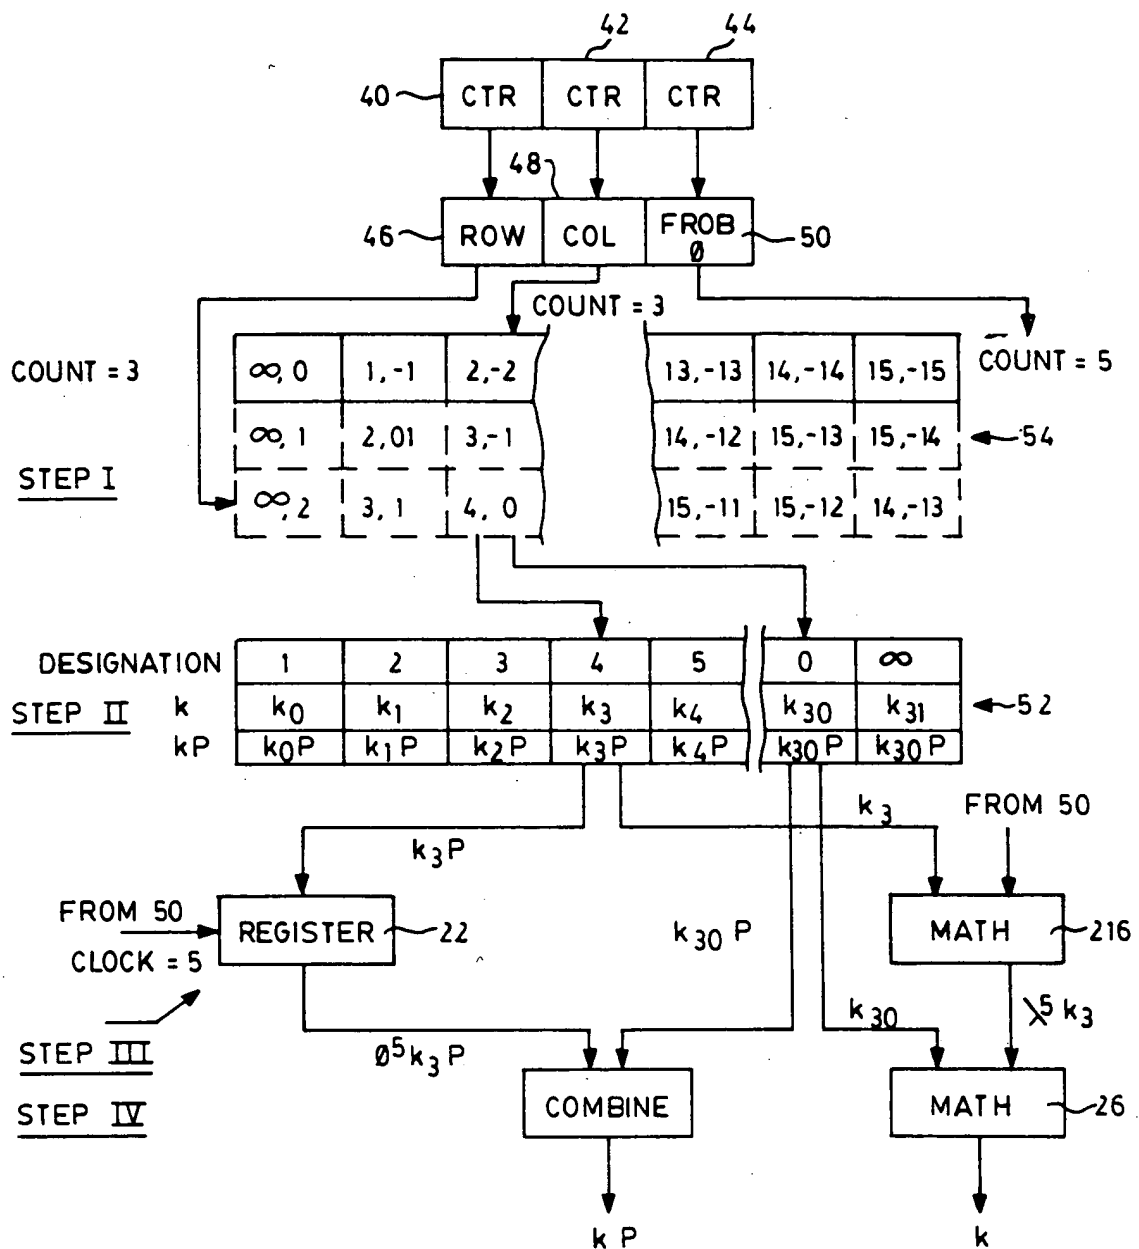 42 44
40 CTR CTR CTR
48
46 ROW COL FROB Ø 50
COUNT = 3
COUNT = 3 ∞, 0 1, -1 2, -2 13, -13 14, -14 15, -15 COUNT = 5
∞, 1 2, 01 3, -1 14, -12 15, -13 15, -14 54
STEP I
∞, 2 3, 1 4, 0 15, -11 15, -12 14, -13
DESIGNATION 1 2 3 4 5 0 ∞
STEP II k k₀ k₁ k₂ k₃ k₄ k₃₀ k₃₁ 52
kP k₀P k₁P k₂P k₃P k₄P k₃₀P k₃₀P
k₃ FROM 50
k₃P
FROM 50 REGISTER 22 k₃₀ P MATH 216
CLOCK = 5
k₃₀ λ⁵ k₃
STEP III
Ø⁵k₃P
STEP IV COMBINE MATH 26
k P k